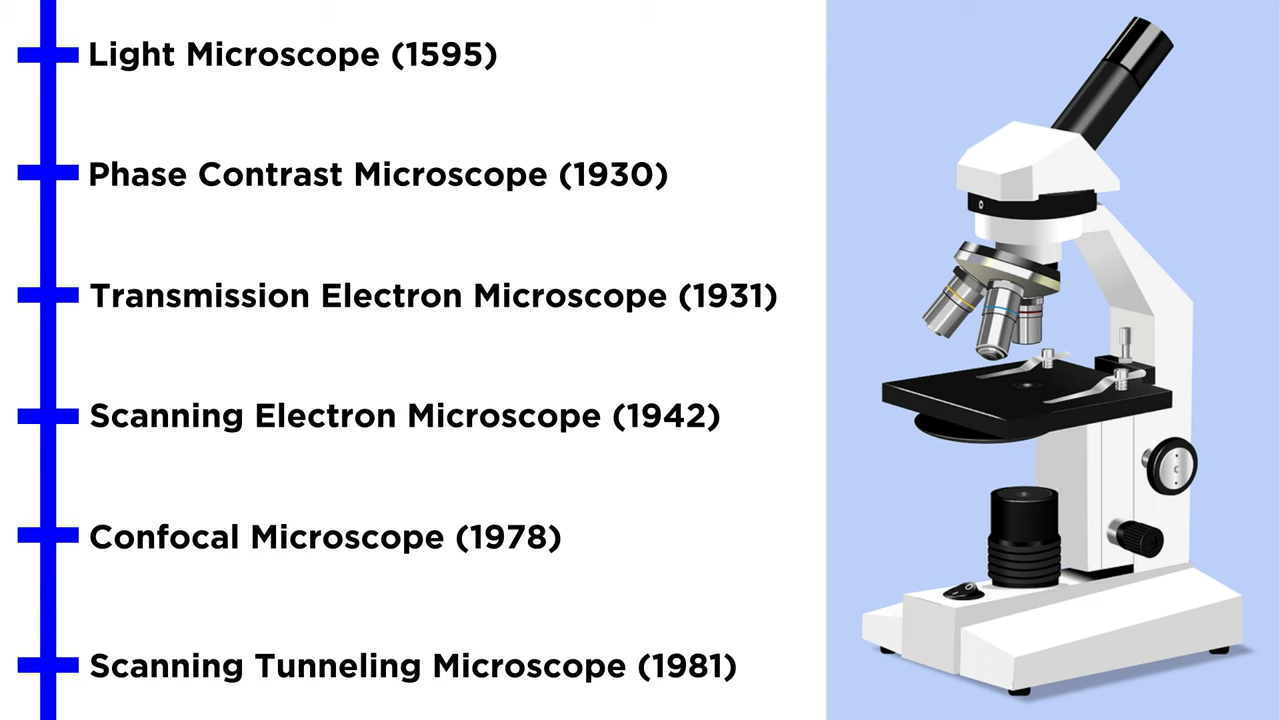 Light Microscope (1595)
Phase Contrast Microscope (1930)
Transmission Electron Microscope (1931)
Scanning Electron Microscope (1942)
Confocal Microscope (1978)
Scanning Tunneling Microscope (1981)